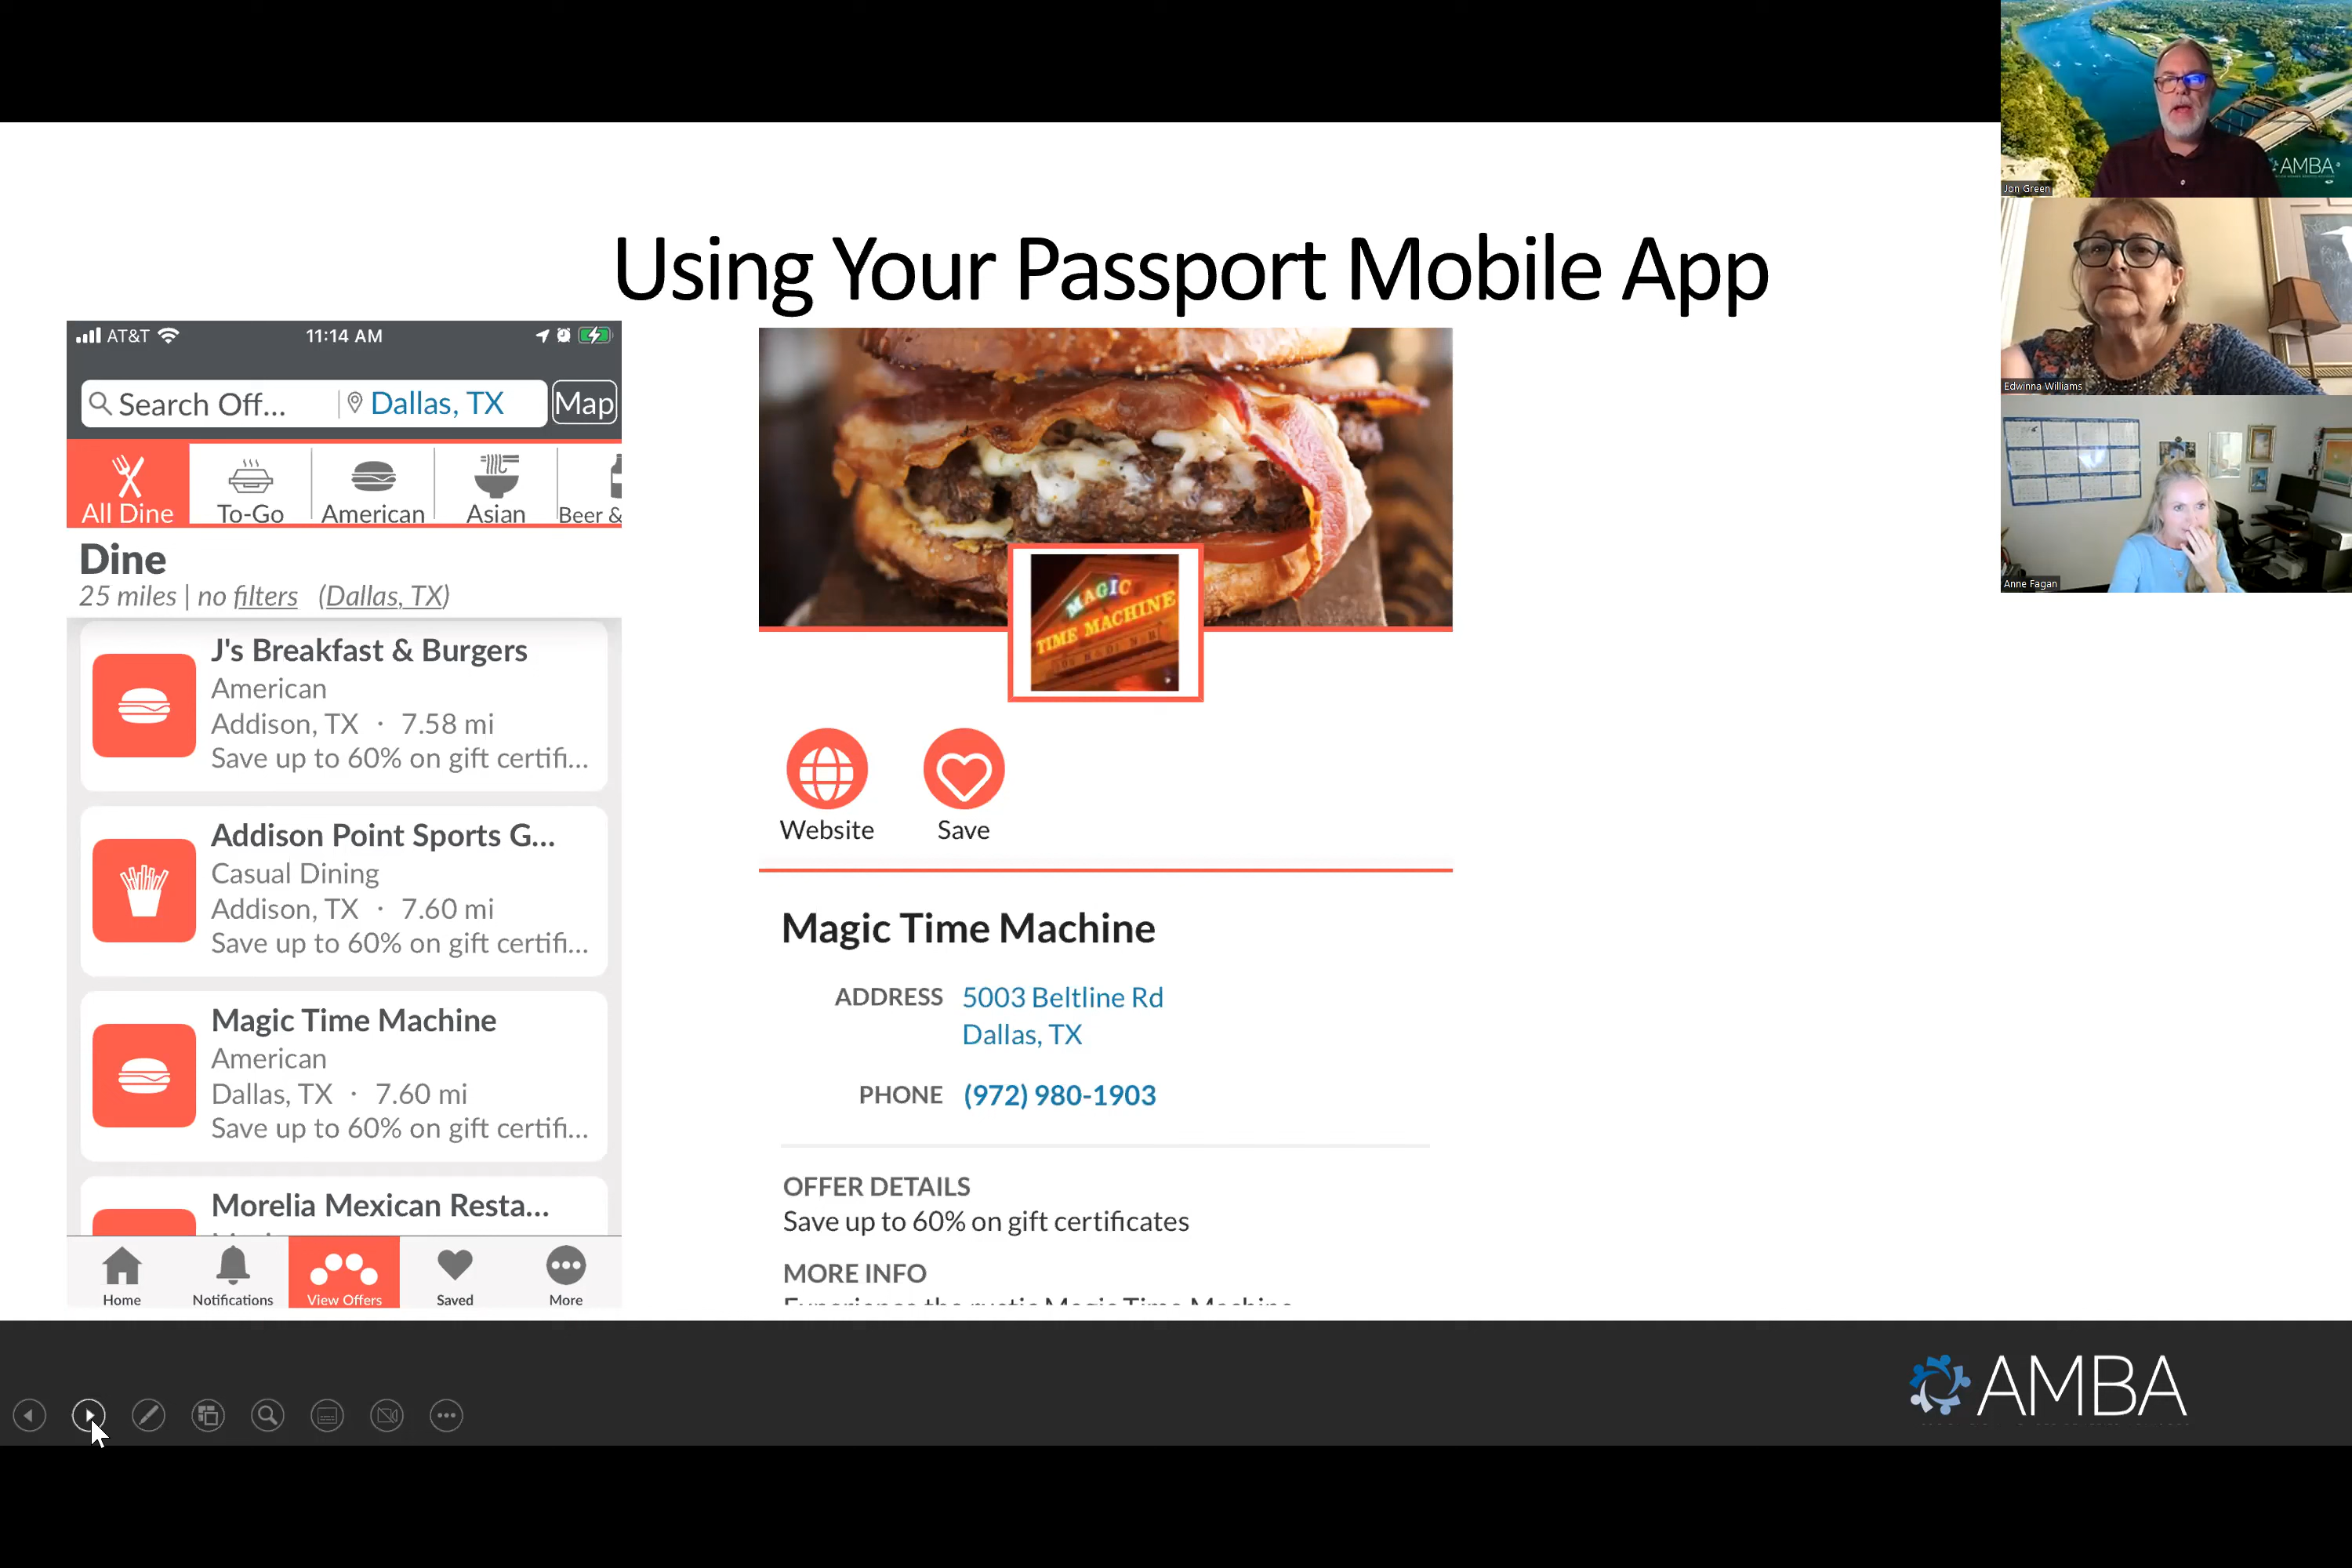 Using Your Passport Mobile App
AT&T 11:14 AM
Search Off... Dallas, TX Map
All Dine To-Go American Asian Beer &
Dine
25 miles | no filters (Dallas, TX)
J's Breakfast & Burgers
American
Addison, TX · 7.58 mi
Save up to 60% on gift certifi...
Addison Point Sports G...
Casual Dining
Addison, TX · 7.60 mi
Save up to 60% on gift certifi...
Magic Time Machine
American
Dallas, TX · 7.60 mi
Save up to 60% on gift certifi...
Morelia Mexican Resta...
Home Notifications View Offers Saved More
MAGIC
TIME MACHINE
Website Save
Magic Time Machine
ADDRESS 5003 Beltline Rd
Dallas, TX
PHONE (972) 980-1903
OFFER DETAILS
Save up to 60% on gift certificates
MORE INFO
Experience the rustic Magic Time Machine
AMBA
Jon Green
Edwinna Williams
Anne Fagan
AMBA